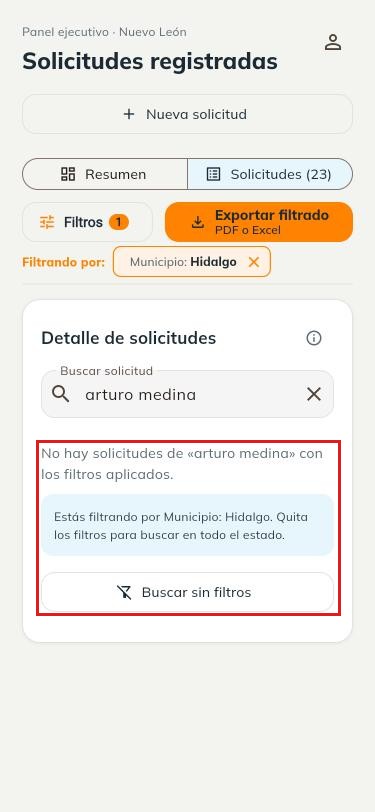 Panel ejecutivo · Nuevo León
Solicitudes registradas
Nueva solicitud
Resumen
Solicitudes (23)
Filtros 1
Exportar filtrado
PDF o Excel
Filtrando por:
Municipio: Hidalgo
Detalle de solicitudes
Buscar solicitud
arturo medina
No hay solicitudes de «arturo medina» con
los filtros aplicados.
Estás filtrando por Municipio: Hidalgo. Quita
los filtros para buscar en todo el estado.
Buscar sin filtros